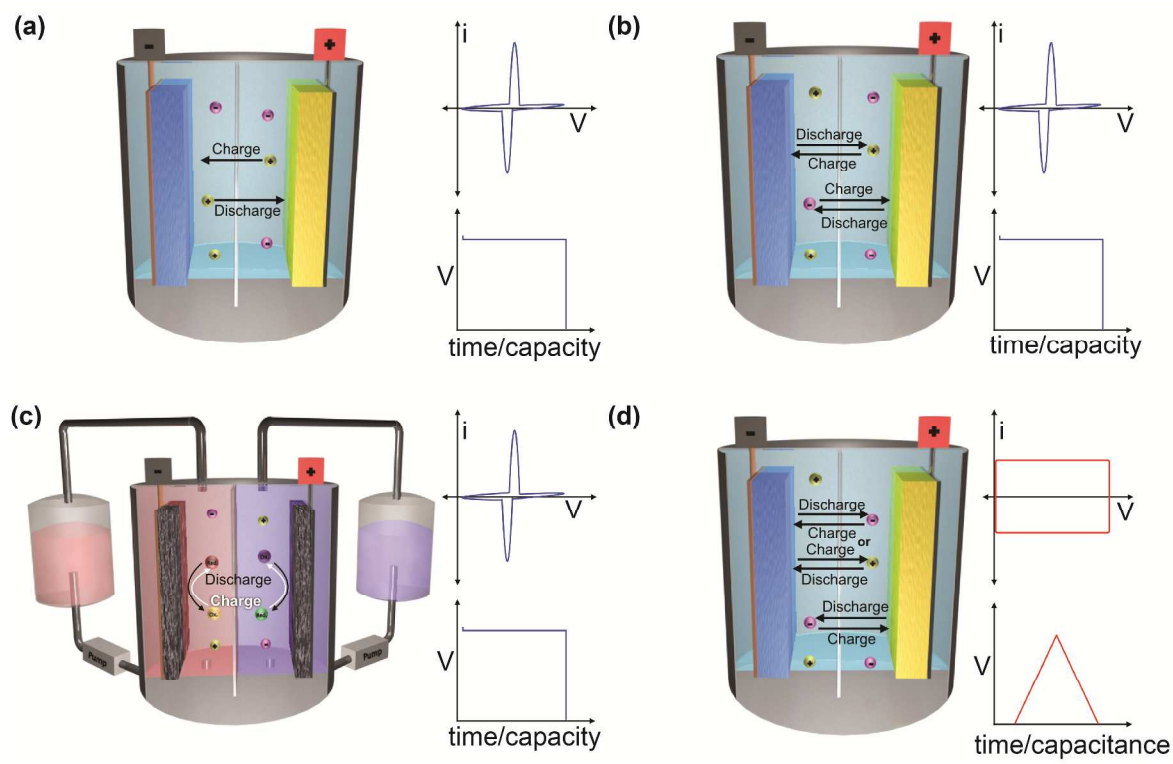 (a)
-
+
-
-
Charge
+
+
Discharge
-
+
i
V
V
time/capacity
(b)
-
+
+
-
Discharge
+
Charge
Charge
-
Discharge
+
-
i
V
V
time/capacity
(c)
-
+
-
+
Discharge
Charge
+
-
-
Pump
Pump
i
V
V
time/capacity
(d)
-
+
+
Discharge
-
Charge
or
Charge
+
Discharge
Discharge
-
Charge
+
-
i
V
V
time/capacitance